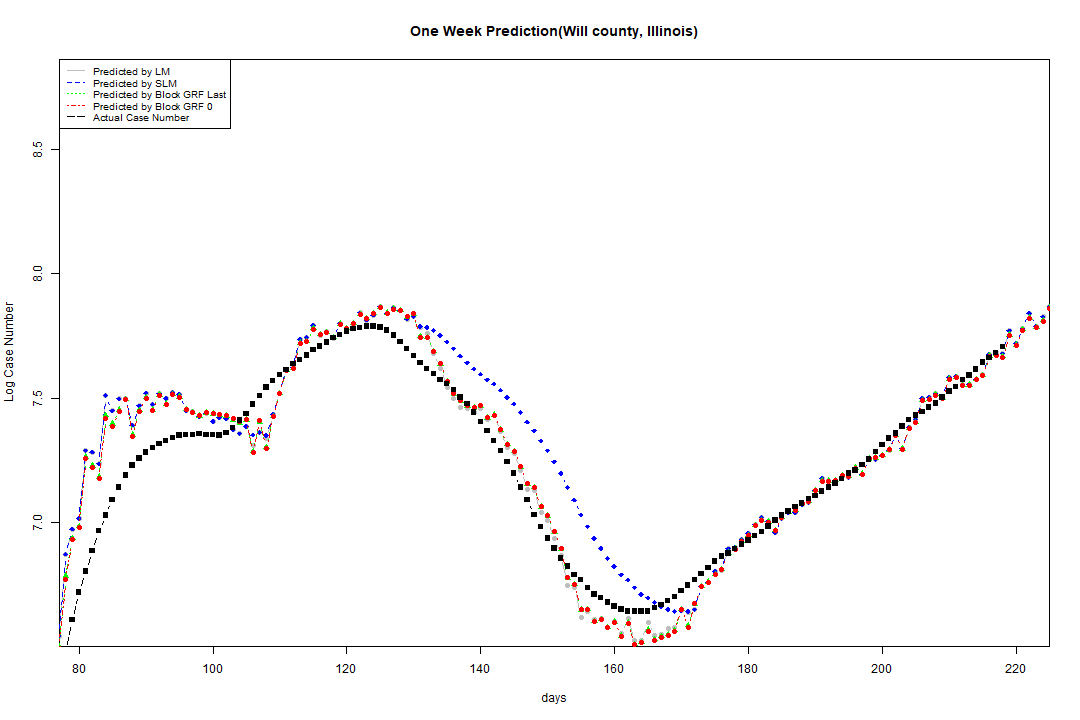 One Week Prediction(Will county, Illinois)
Predicted by LM
Predicted by SLM
Predicted by Block GRF Last
Predicted by Block GRF 0
Actual Case Number
Log Case Number
8.5
8.0
7.5
7.0
80 100 120 140 160 180 200 220
days